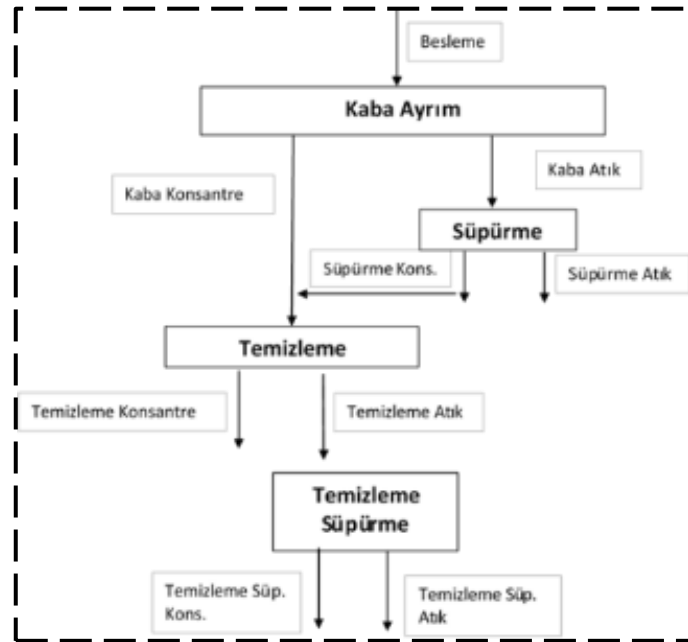 Besleme
Kaba Ayrım
Kaba Konsantre
Kaba Atık
Süpürme
Süpürme Kons.
Süpürme Atık
Temizleme
Temizleme Konsantre
Temizleme Atık
Temizleme
Süpürme
Temizleme Süp.
Kons.
Temizleme Süp.
Atık